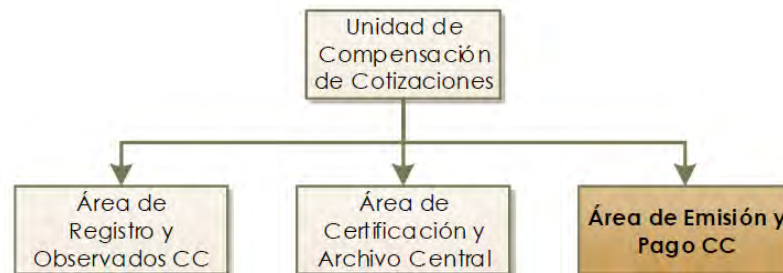 Unidad de
Compensación
de Cotizaciones
Área de
Registro y
Observados CC
Área de
Certificación y
Archivo Central
Área de Emisión y
Pago CC